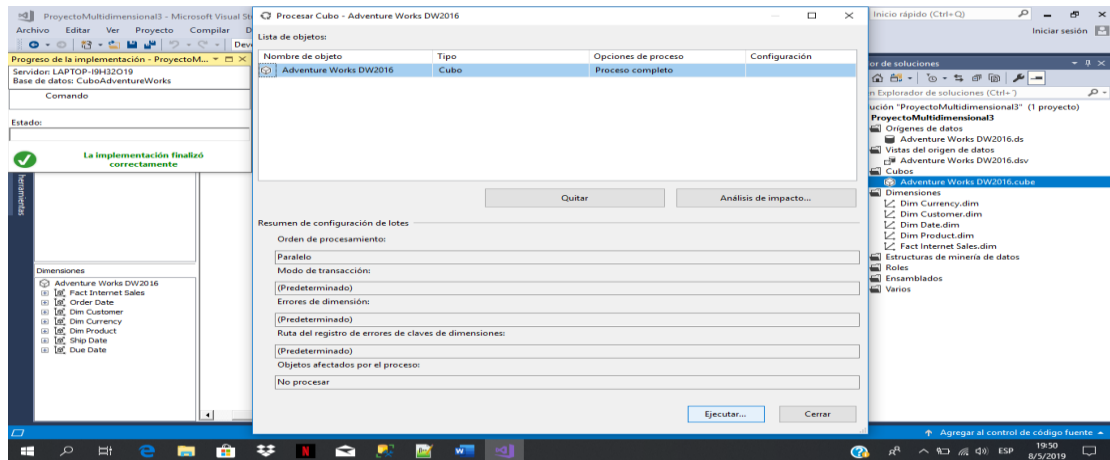 ProyectoMultidimensional3 - Microsoft Visual St
Procesar Cubo - Adventure Works DW2016
Inicio rápido (Ctrl+Q)
Archivo Editar Ver Proyecto Compilar D
Iniciar sesión
Dev
Progreso de la implementación - ProyectoM...
Servidor: LAPTOP-I9H32O19
Base de datos: CuboAdventureWorks
Comando
Estado:
La implementación finalizó
correctamente
herramientas
Dimensiones
Adventure Works DW2016
Fact Internet Sales
Order Date
Dim Customer
Dim Currency
Dim Product
Ship Date
Due Date
Lista de objetos:
Nombre de objeto Tipo Opciones de proceso Configuración
Adventure Works DW2016 Cubo Proceso completo
Quitar Análisis de impacto...
Resumen de configuración de lotes
Orden de procesamiento:
Paralelo
Modo de transacción:
(Predeterminado)
Errores de dimensión:
(Predeterminado)
Ruta del registro de errores de claves de dimensiones:
(Predeterminado)
Objetos afectados por el proceso:
No procesar
Ejecutar... Cerrar
or de soluciones
n Explorador de soluciones (Ctrl+´)
ución "ProyectoMultidimensional3" (1 proyecto)
ProyectoMultidimensional3
Orígenes de datos
Adventure Works DW2016.ds
Vistas del origen de datos
Adventure Works DW2016.dsv
Cubos
Adventure Works DW2016.cube
Dimensiones
Dim Currency.dim
Dim Customer.dim
Dim Date.dim
Dim Product.dim
Fact Internet Sales.dim
Estructuras de minería de datos
Roles
Ensamblados
Varios
Agregar al control de código fuente
ESP
19:50
8/5/2019